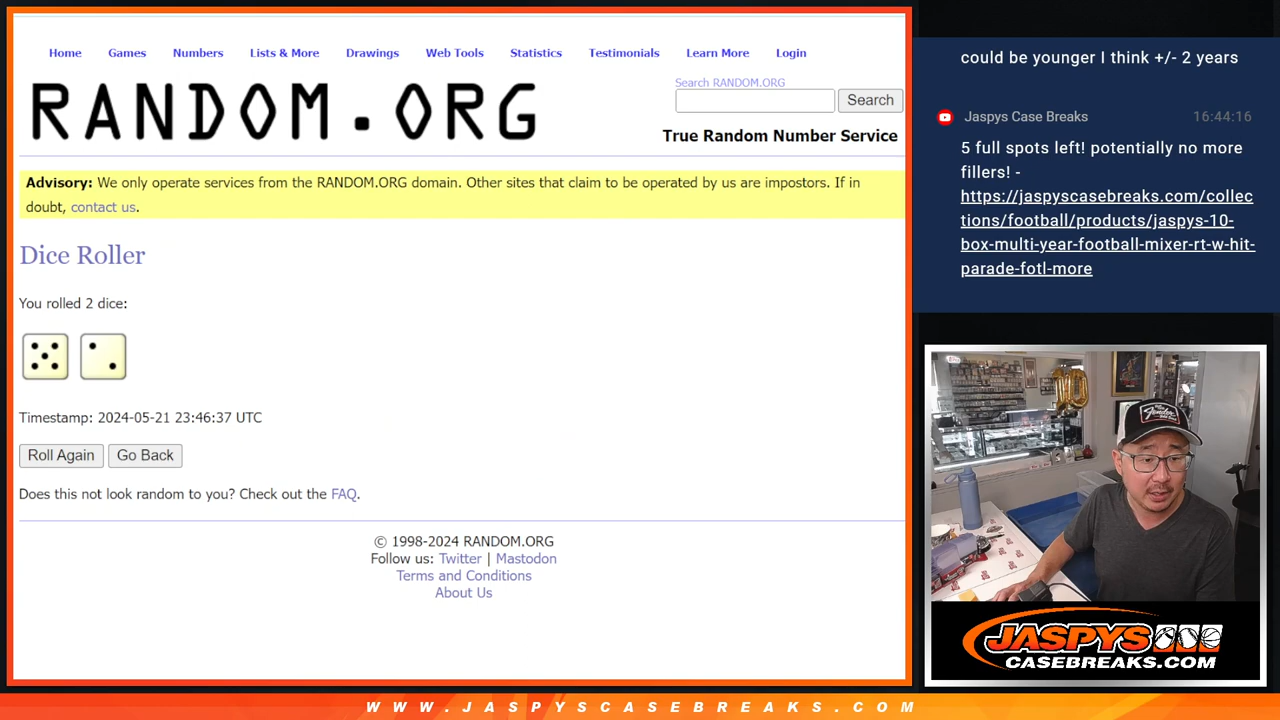 Home Games Numbers Lists & More Drawings Web Tools Statistics Testimonials Learn More Login
RANDOM.ORG
Search RANDOM.ORG
Search
True Random Number Service
Advisory: We only operate services from the RANDOM.ORG domain. Other sites that claim to be operated by us are impostors. If in
doubt, contact us.
Dice Roller
You rolled 2 dice:
Timestamp: 2024-05-21 23:46:37 UTC
Roll Again Go Back
Does this not look random to you? Check out the FAQ.
© 1998-2024 RANDOM.ORG
Follow us: Twitter | Mastodon
Terms and Conditions
About Us
could be younger I think +/- 2 years
Jaspys Case Breaks 16:44:16
5 full spots left! potentially no more
fillers! -
https://jaspyscasebreaks.com/collec
tions/football/products/jaspys-10-
box-multi-year-football-mixer-rt-w-hit-
parade-fotl-more
10
Fender
JASPYS
CASEBREAKS.COM
WWW.JASPYSCASEBREAKS.COM